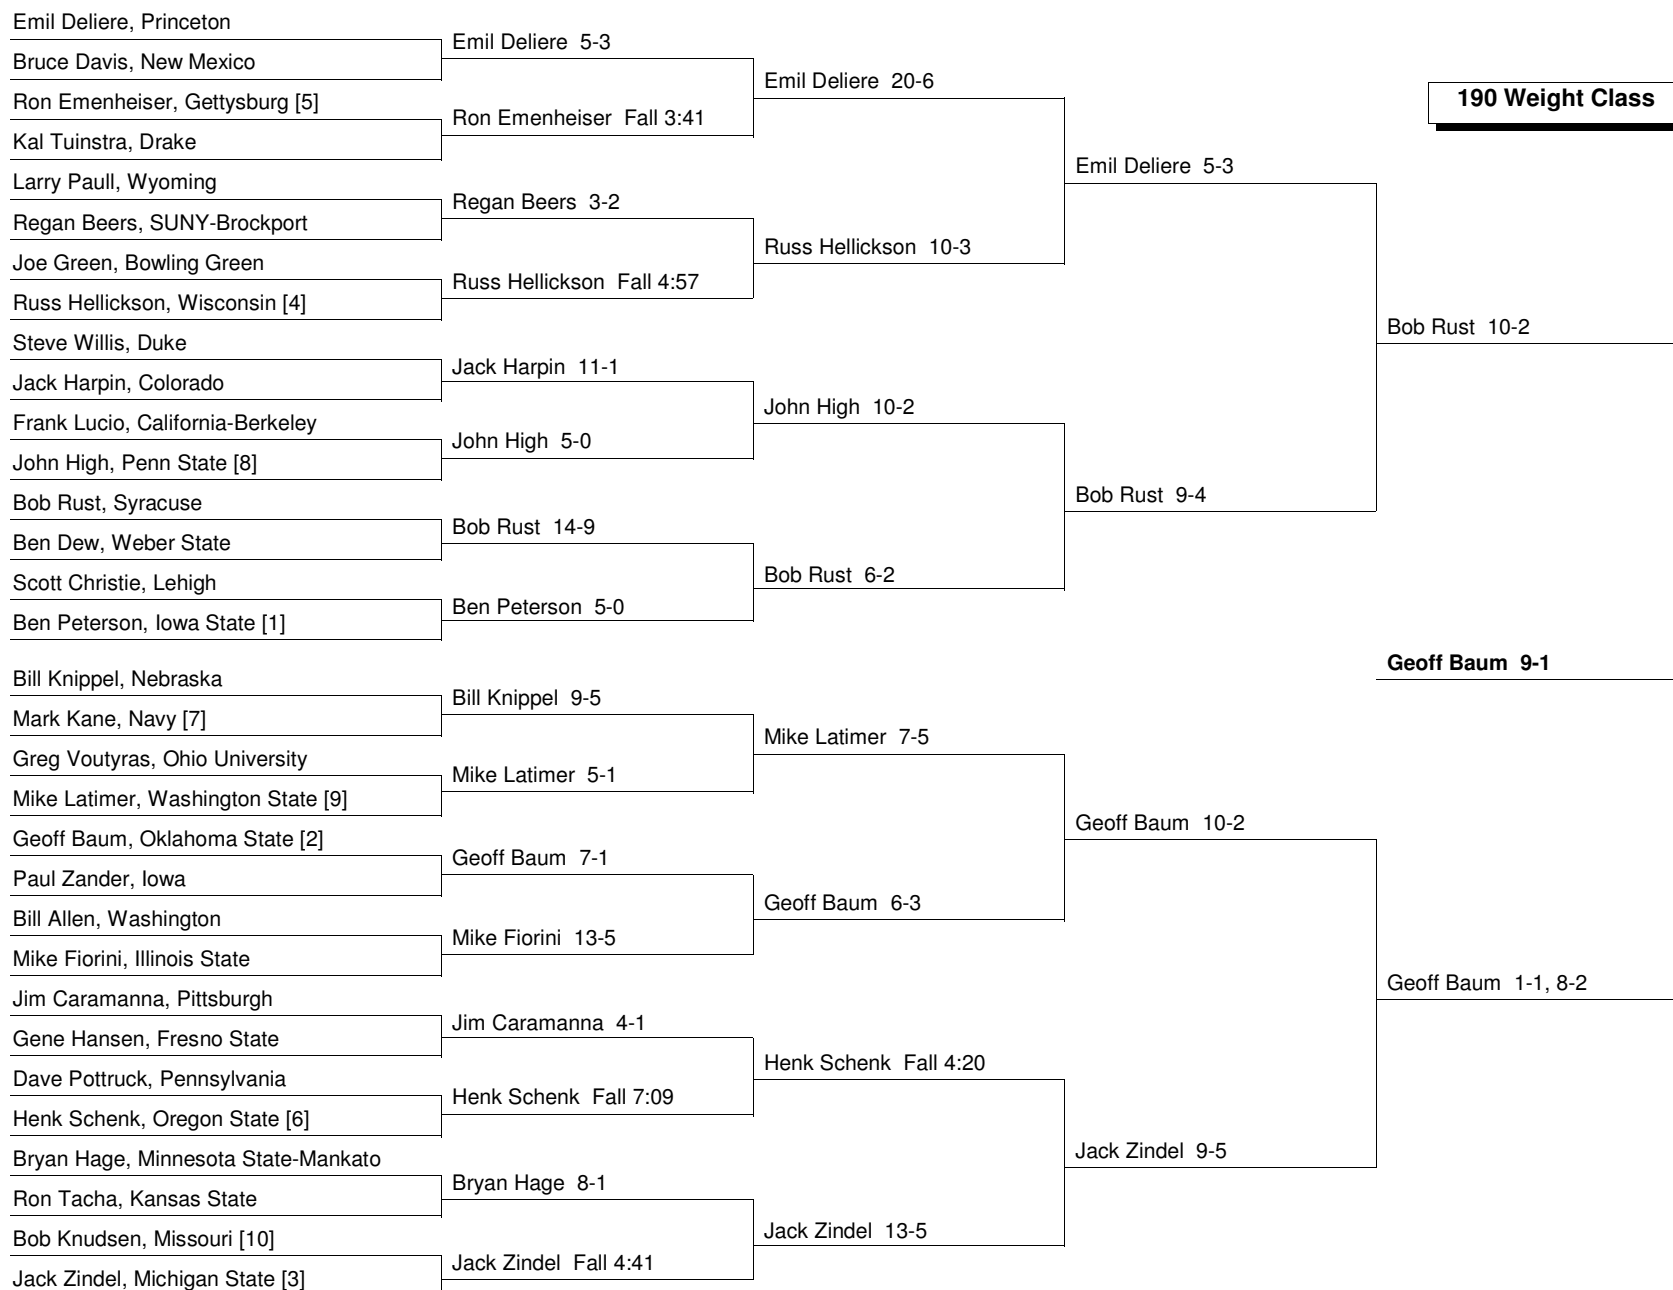 Emil Deliere, Princeton
Bruce Davis, New Mexico
Ron Emenheiser, Gettysburg [5]
Kal Tuinstra, Drake
Larry Paull, Wyoming
Regan Beers, SUNY-Brockport
Joe Green, Bowling Green
Russ Hellickson, Wisconsin [4]
Steve Willis, Duke
Jack Harpin, Colorado
Frank Lucio, California-Berkeley
John High, Penn State [8]
Bob Rust, Syracuse
Ben Dew, Weber State
Scott Christie, Lehigh
Ben Peterson, Iowa State [1]
Bill Knippel, Nebraska
Mark Kane, Navy [7]
Greg Voutyras, Ohio University
Mike Latimer, Washington State [9]
Geoff Baum, Oklahoma State [2]
Paul Zander, Iowa
Bill Allen, Washington
Mike Fiorini, Illinois State
Jim Caramanna, Pittsburgh
Gene Hansen, Fresno State
Dave Pottruck, Pennsylvania
Henk Schenk, Oregon State [6]
Bryan Hage, Minnesota State-Mankato
Ron Tacha, Kansas State
Bob Knudsen, Missouri [10]
Jack Zindel, Michigan State [3]
Emil Deliere 5-3
Ron Emenheiser Fall 3:41
Regan Beers 3-2
Russ Hellickson Fall 4:57
Jack Harpin 11-1
John High 5-0
Bob Rust 14-9
Ben Peterson 5-0
Bill Knippel 9-5
Mike Latimer 5-1
Geoff Baum 7-1
Mike Fiorini 13-5
Jim Caramanna 4-1
Henk Schenk Fall 7:09
Bryan Hage 8-1
Jack Zindel Fall 4:41
Emil Deliere 20-6
Russ Hellickson 10-3
John High 10-2
Bob Rust 6-2
Mike Latimer 7-5
Geoff Baum 6-3
Henk Schenk Fall 4:20
Jack Zindel 13-5
Emil Deliere 5-3
Bob Rust 9-4
Geoff Baum 10-2
Jack Zindel 9-5
190 Weight Class
Bob Rust 10-2
Geoff Baum 9-1
Geoff Baum 1-1, 8-2